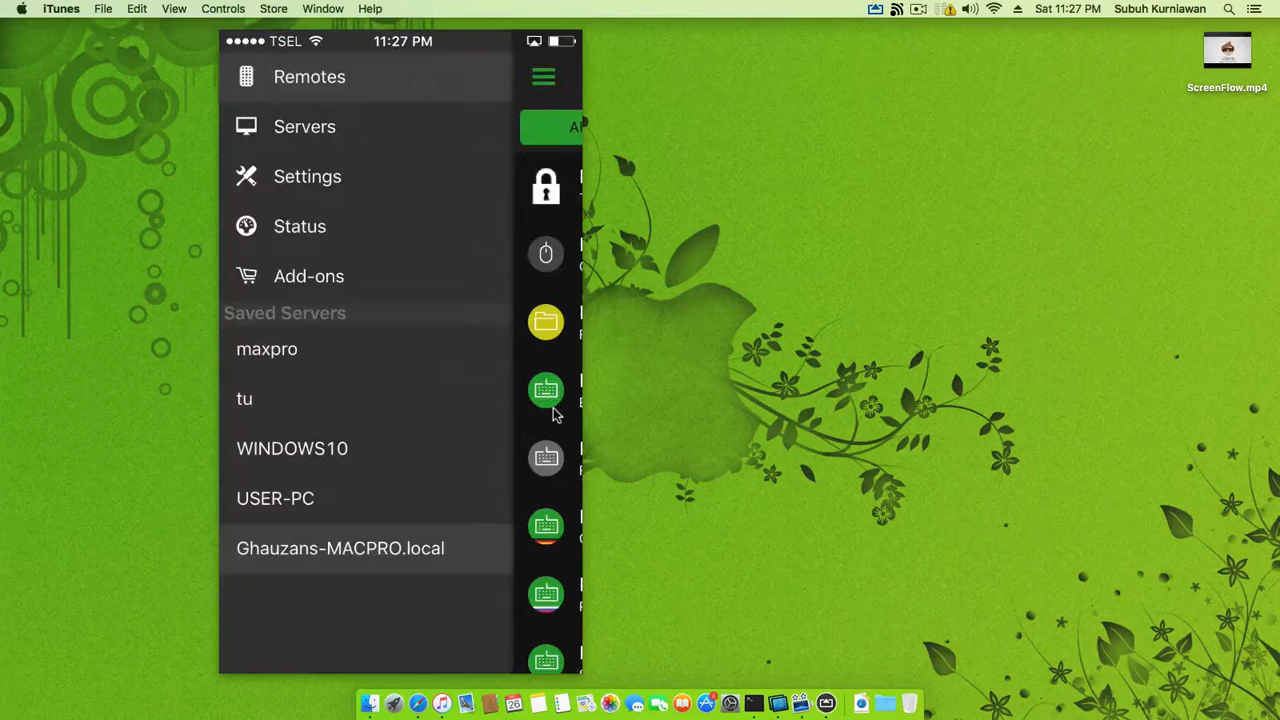 iTunes File Edit View Controls Store Window Help Sat 11:27 PM Subuh Kurniawan
TSEL 11:27 PM
Remotes
Servers
Settings
Status
Add-ons
Saved Servers
maxpro
tu
WINDOWS10
USER-PC
Ghauzans-MACPRO.local
ScreenFlow.mp4
26